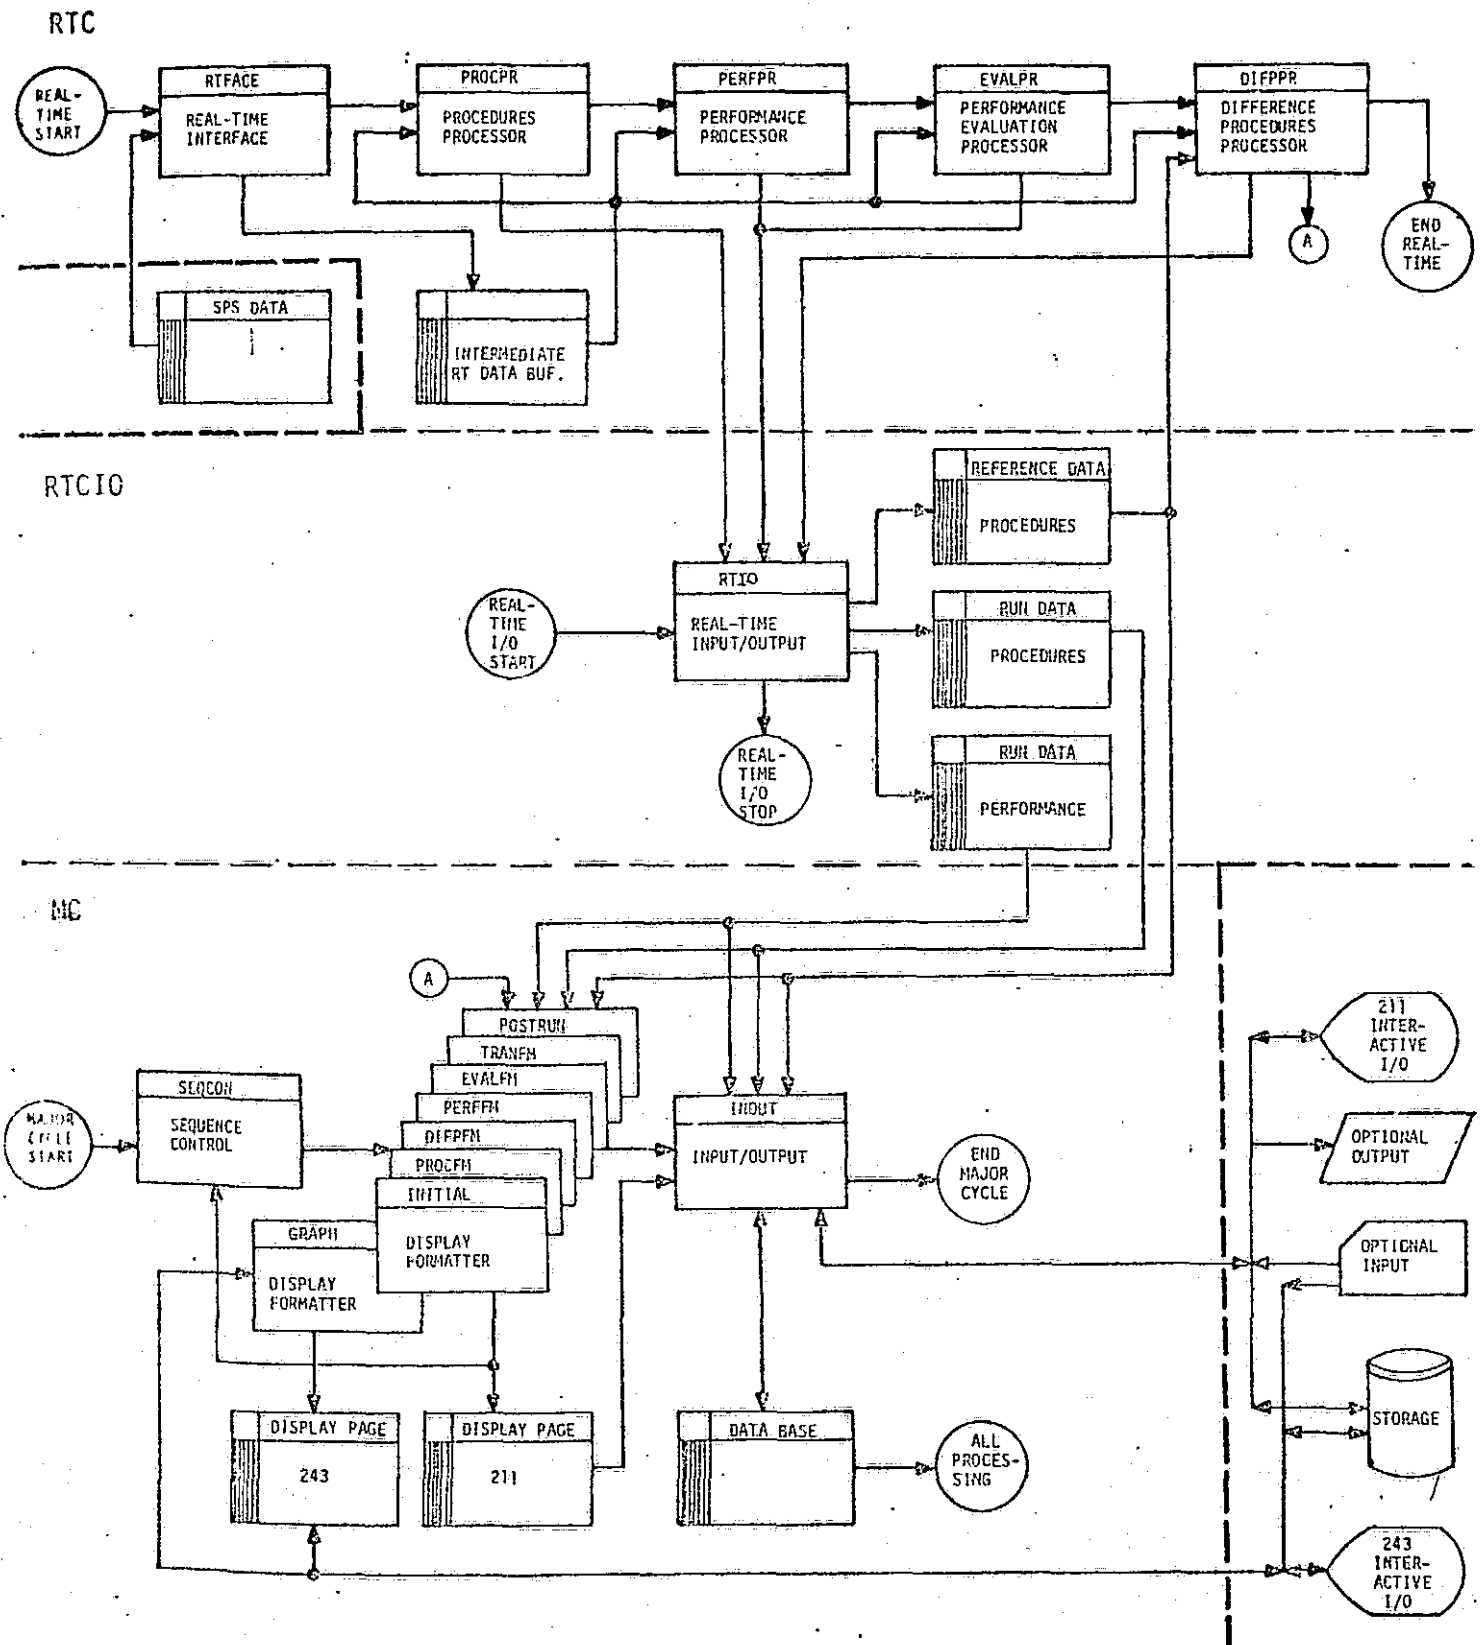 RTC
REAL-
TIME
START
RTFACE
REAL-TIME
INTERFACE
PROCPR
PROCEDURES
PROCESSOR
PERFPR
PERFORMANCE
PROCESSOR
EVALPR
PERFORMANCE
EVALUATION
PROCESSOR
DIFPPR
DIFFERENCE
PROCEDURES
PROCESSOR
A
END
REAL-
TIME
SPS DATA
INTERMEDIATE
RT DATA BUF.
RTCIO
REFERENCE DATA
PROCEDURES
REAL-
TIME
I/O
START
RTIO
REAL-TIME
INPUT/OUTPUT
RUN DATA
PROCEDURES
REAL-
TIME
I/O
STOP
RUN DATA
PERFORMANCE
MC
A
POSTRUN
TRANFM
EVALFM
PERFFM
DIFPFM
PROCFM
INITIAL
DISPLAY
FORMATTER
MAJOR
CYCLE
START
SEQCON
SEQUENCE
CONTROL
GRAPH
DISPLAY
FORMATTER
INOUT
INPUT/OUTPUT
END
MAJOR
CYCLE
211
INTER-
ACTIVE
I/O
OPTIONAL
OUTPUT
OPTIONAL
INPUT
STORAGE
DISPLAY PAGE
243
DISPLAY PAGE
211
DATA BASE
ALL
PROCES-
SING
243
INTER-
ACTIVE
I/O